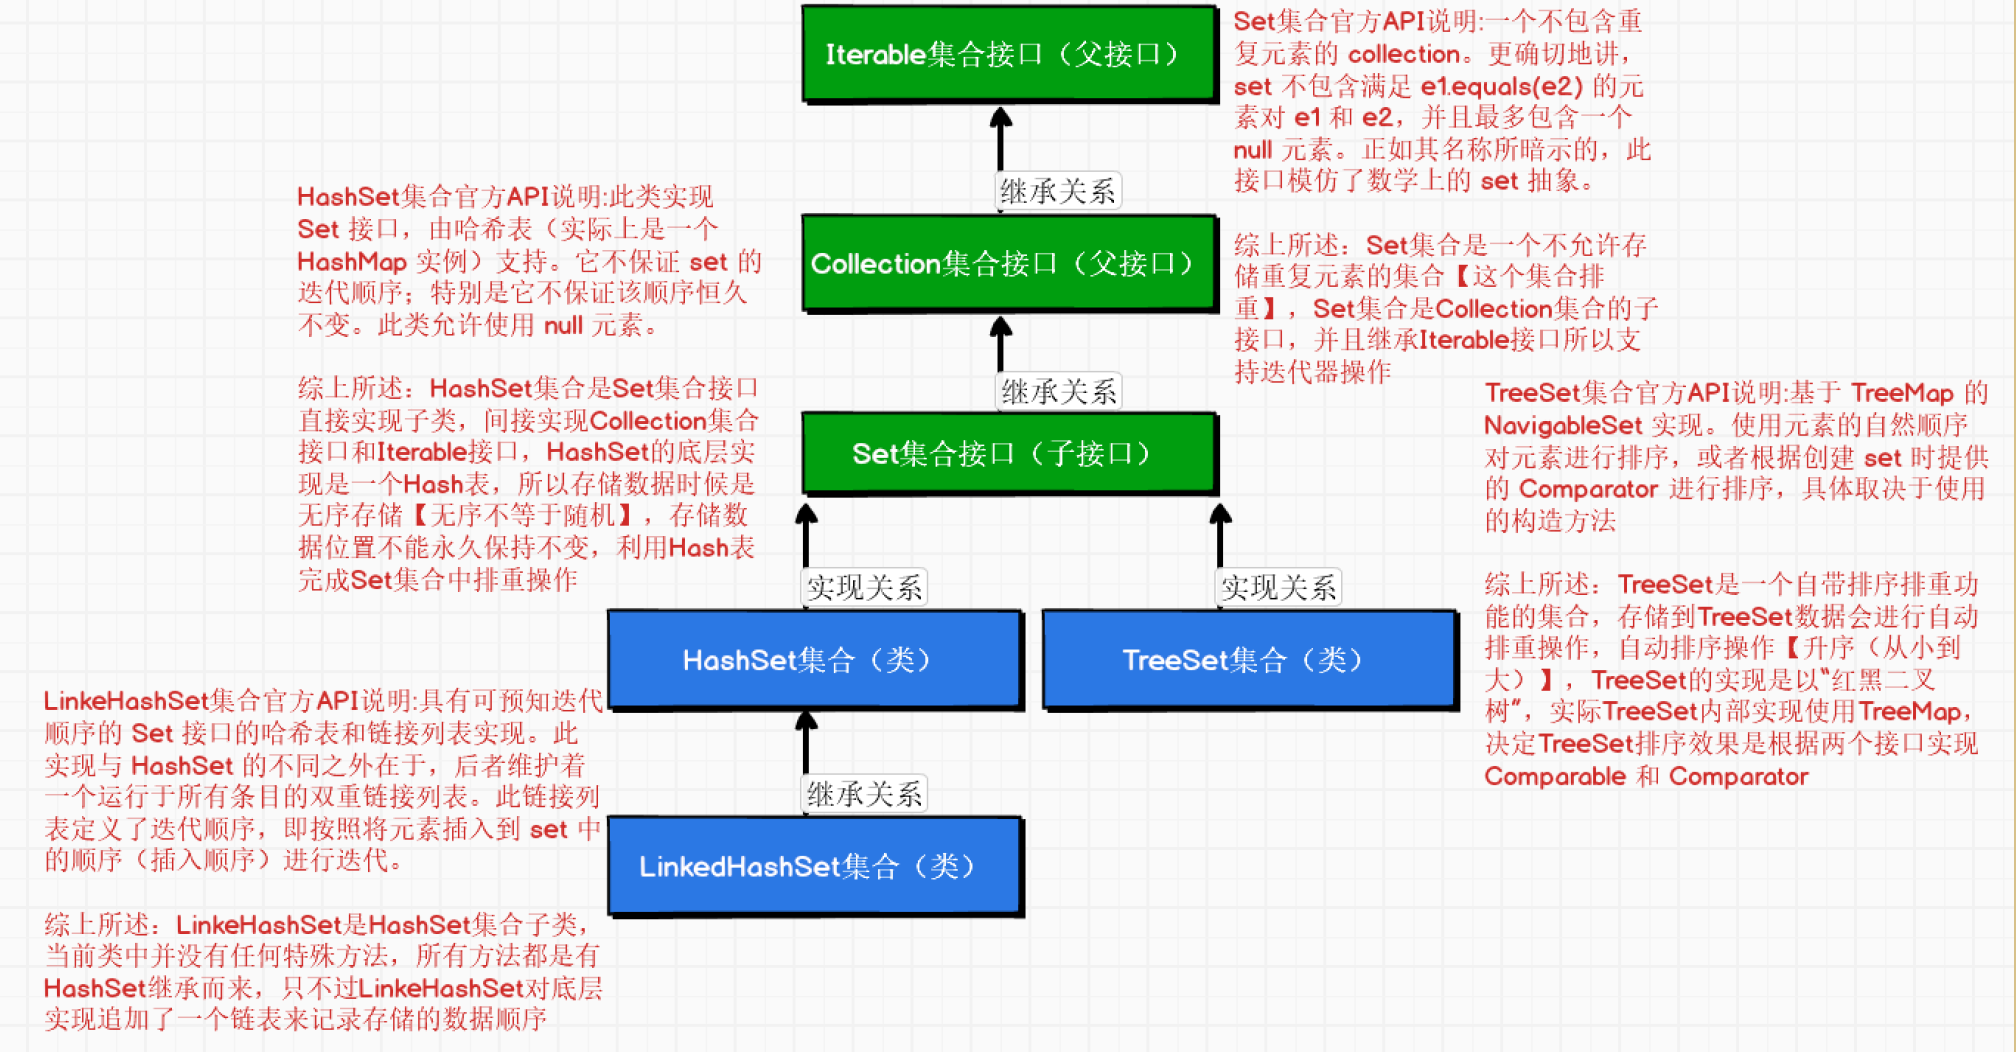 Iterable集合接口（父接口）
Set集合官方API说明:一个不包含重
复元素的 collection。更确切地讲，
set 不包含满足 e1.equals(e2) 的元
素对 e1 和 e2，并且最多包含一个
null 元素。正如其名称所暗示的，此
接口模仿了数学上的 set 抽象。
综上所述：Set集合是一个不允许存
储重复元素的集合【这个集合排
重】，Set集合是Collection集合的子
接口，并且继承Iterable接口所以支
持迭代器操作
继承关系
Collection集合接口（父接口）
继承关系
Set集合接口（子接口）
HashSet集合官方API说明:此类实现
Set 接口，由哈希表（实际上是一个
HashMap 实例）支持。它不保证 set 的
迭代顺序；特别是它不保证该顺序恒久
不变。此类允许使用 null 元素。
综上所述：HashSet集合是Set集合接口
直接实现子类，间接实现Collection集合
接口和Iterable接口，HashSet的底层实
现是一个Hash表，所以存储数据时候是
无序存储【无序不等于随机】，存储数
据位置不能永久保持不变，利用Hash表
完成Set集合中排重操作
TreeSet集合官方API说明:基于 TreeMap 的
NavigableSet 实现。使用元素的自然顺序
对元素进行排序，或者根据创建 set 时提供
的 Comparator 进行排序，具体取决于使用
的构造方法
综上所述：TreeSet是一个自带排序排重功
能的集合，存储到TreeSet数据会进行自动
排重操作，自动排序操作【升序（从小到
大）】，TreeSet的实现是以“红黑二叉
树”，实际TreeSet内部实现使用TreeMap，
决定TreeSet排序效果是根据两个接口实现
Comparable 和 Comparator
实现关系
实现关系
HashSet集合（类）
TreeSet集合（类）
LinkeHashSet集合官方API说明:具有可预知迭代
顺序的 Set 接口的哈希表和链接列表实现。此
实现与 HashSet 的不同之外在于，后者维护着
一个运行于所有条目的双重链接列表。此链接列
表定义了迭代顺序，即按照将元素插入到 set 中
的顺序（插入顺序）进行迭代。
综上所述：LinkeHashSet是HashSet集合子类，
当前类中并没有任何特殊方法，所有方法都是有
HashSet继承而来，只不过LinkeHashSet对底层
实现追加了一个链表来记录存储的数据顺序
继承关系
LinkedHashSet集合（类）